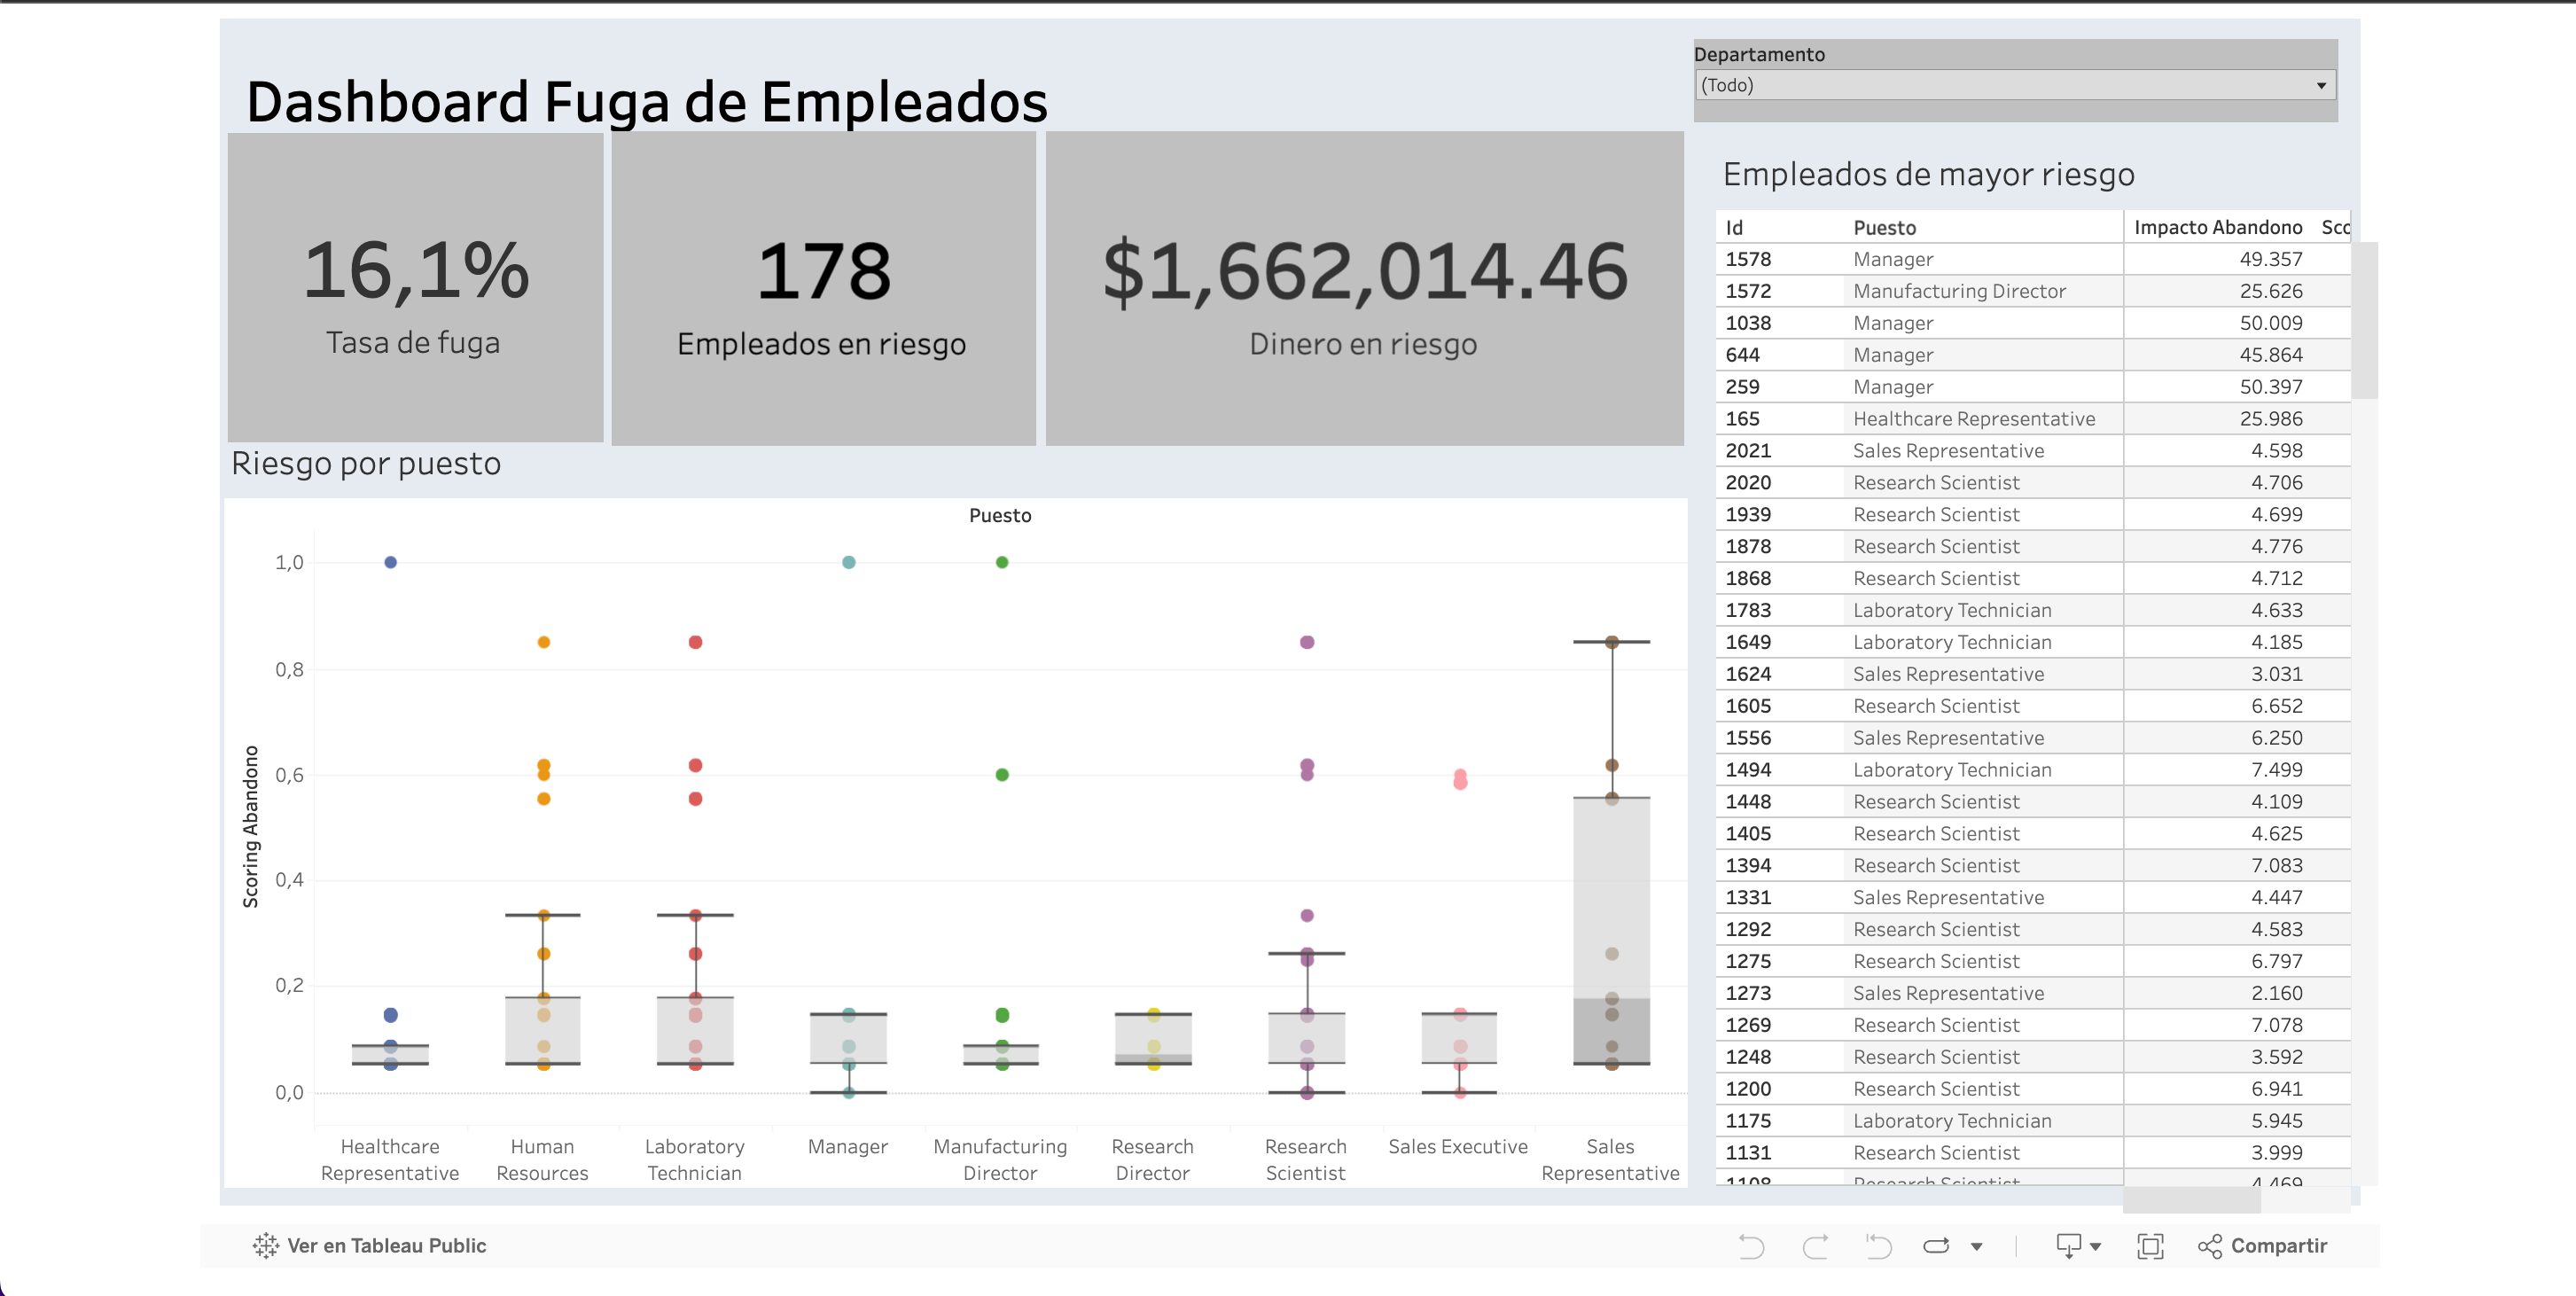 Dashboard Fuga de Empleados
Departamento
(Todo)
16,1%
Tasa de fuga
178
Empleados en riesgo
$1,662,014.46
Dinero en riesgo
Riesgo por puesto
Puesto
Scoring Abandono
1,0
0,8
0,6
0,4
0,2
0,0
Healthcare Representative
Human Resources
Laboratory Technician
Manager
Manufacturing Director
Research Director
Research Scientist
Sales Executive
Sales Representative
Empleados de mayor riesgo
Id Puesto Impacto Abandono Sco
1578 Manager 49.357
1572 Manufacturing Director 25.626
1038 Manager 50.009
644 Manager 45.864
259 Manager 50.397
165 Healthcare Representative 25.986
2021 Sales Representative 4.598
2020 Research Scientist 4.706
1939 Research Scientist 4.699
1878 Research Scientist 4.776
1868 Research Scientist 4.712
1783 Laboratory Technician 4.633
1649 Laboratory Technician 4.185
1624 Sales Representative 3.031
1605 Research Scientist 6.652
1556 Sales Representative 6.250
1494 Laboratory Technician 7.499
1448 Research Scientist 4.109
1405 Research Scientist 4.625
1394 Research Scientist 7.083
1331 Sales Representative 4.447
1292 Research Scientist 4.583
1275 Research Scientist 6.797
1273 Sales Representative 2.160
1269 Research Scientist 7.078
1248 Research Scientist 3.592
1200 Research Scientist 6.941
1175 Laboratory Technician 5.945
1131 Research Scientist 3.999
1108 Research Scientist 4.469
Ver en Tableau Public
Compartir